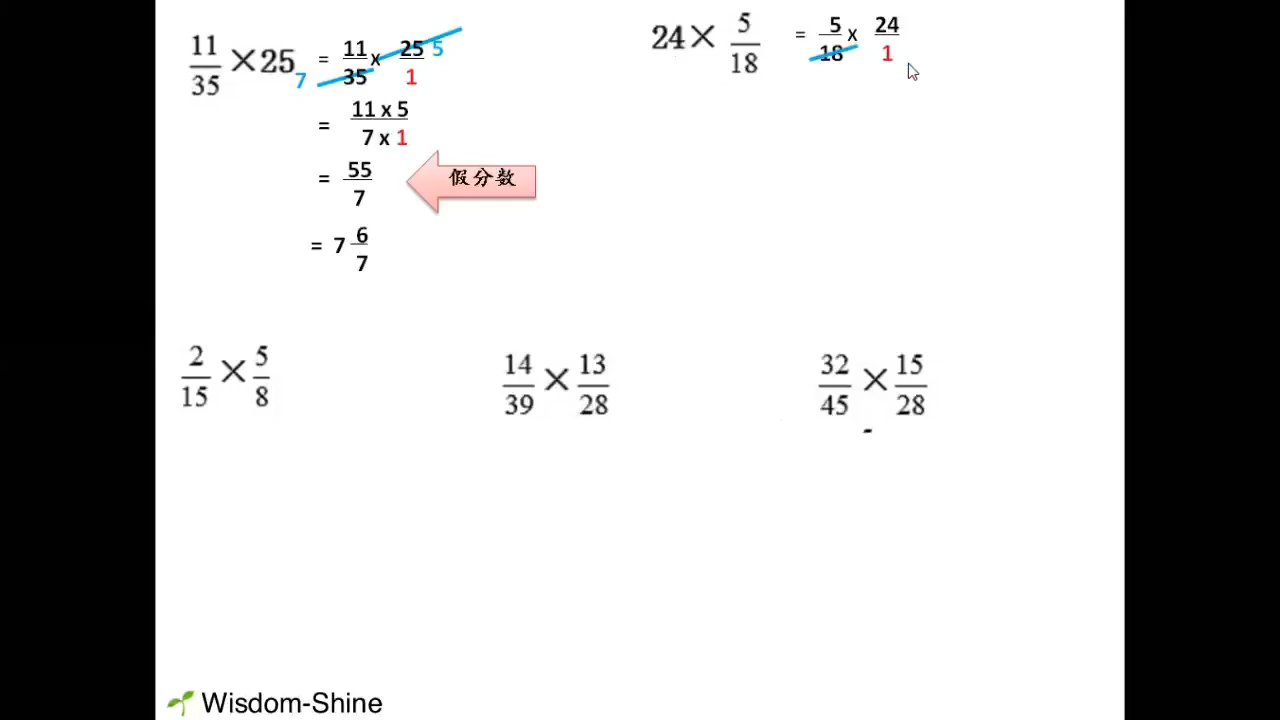 11/35 ×25 = 11/35 x 25/1 7 5
= 11 x 5 / 7 x 1
= 55/7 假分数
= 7 6/7
24× 5/18 = 5/18 x 24/1
2/15 × 5/8
14/39 × 13/28
32/45 × 15/28
Wisdom-Shine